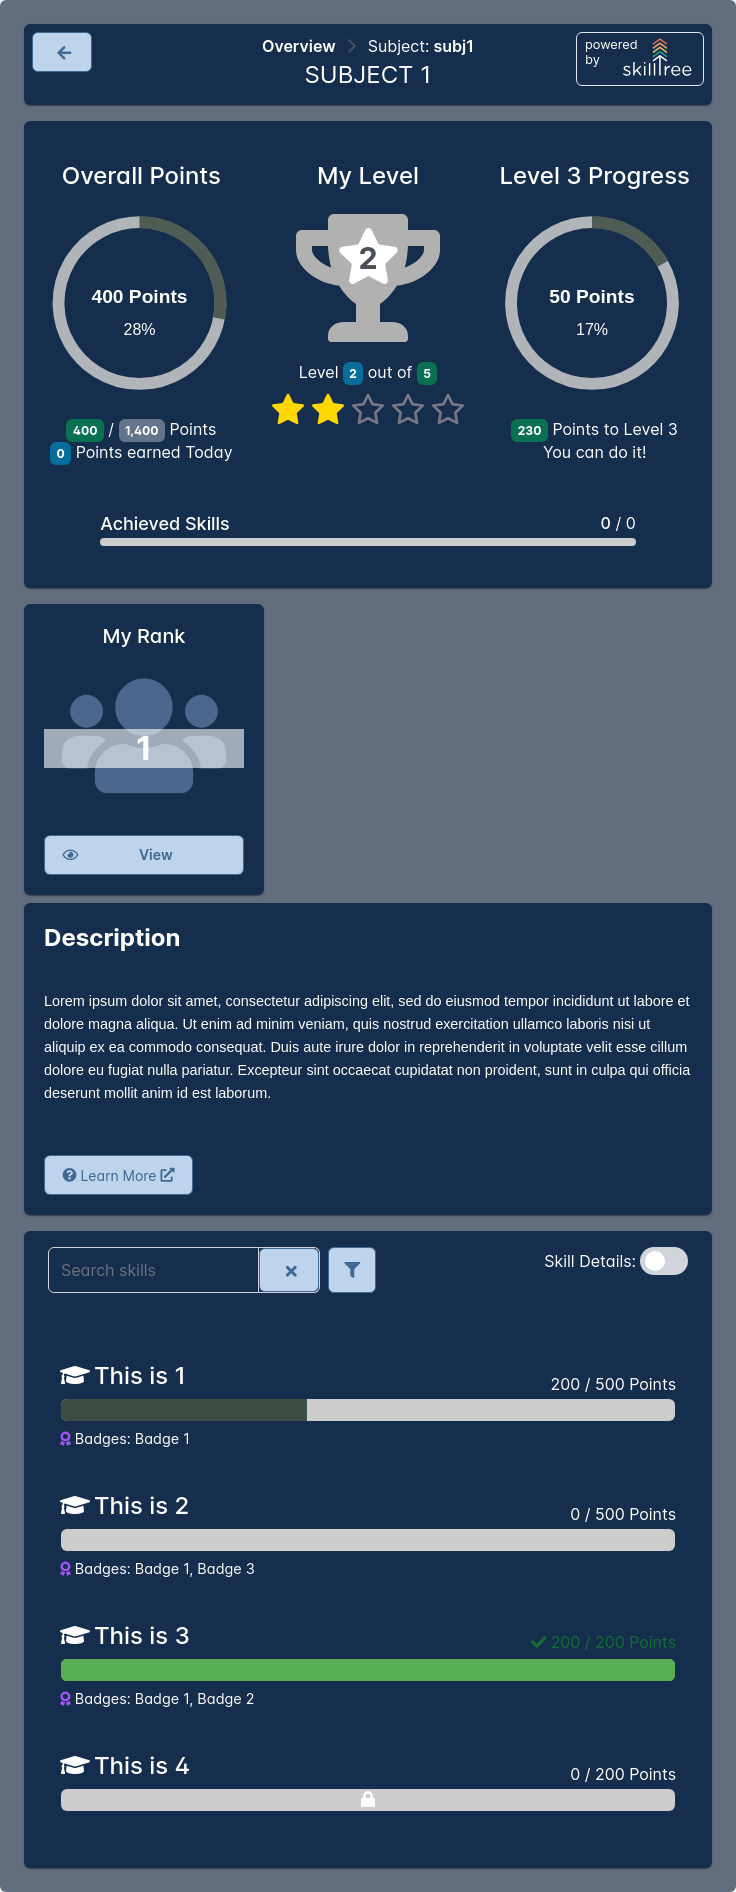 Overview > Subject: subj1
SUBJECT 1
powered
by
skilltree
Overall Points
My Level
Level 3 Progress
400 Points
28%
2
50 Points
17%
Level 2 out of 5
400 / 1,400 Points
0 Points earned Today
230 Points to Level 3
You can do it!
Achieved Skills
0 / 0
My Rank
1
View
Description
Lorem ipsum dolor sit amet, consectetur adipiscing elit, sed do eiusmod tempor incididunt ut labore et
dolore magna aliqua. Ut enim ad minim veniam, quis nostrud exercitation ullamco laboris nisi ut
aliquip ex ea commodo consequat. Duis aute irure dolor in reprehenderit in voluptate velit esse cillum
dolore eu fugiat nulla pariatur. Excepteur sint occaecat cupidatat non proident, sunt in culpa qui officia
deserunt mollit anim id est laborum.
Learn More
Search skills
Skill Details:
This is 1
200 / 500 Points
Badges: Badge 1
This is 2
0 / 500 Points
Badges: Badge 1, Badge 3
This is 3
200 / 200 Points
Badges: Badge 1, Badge 2
This is 4
0 / 200 Points